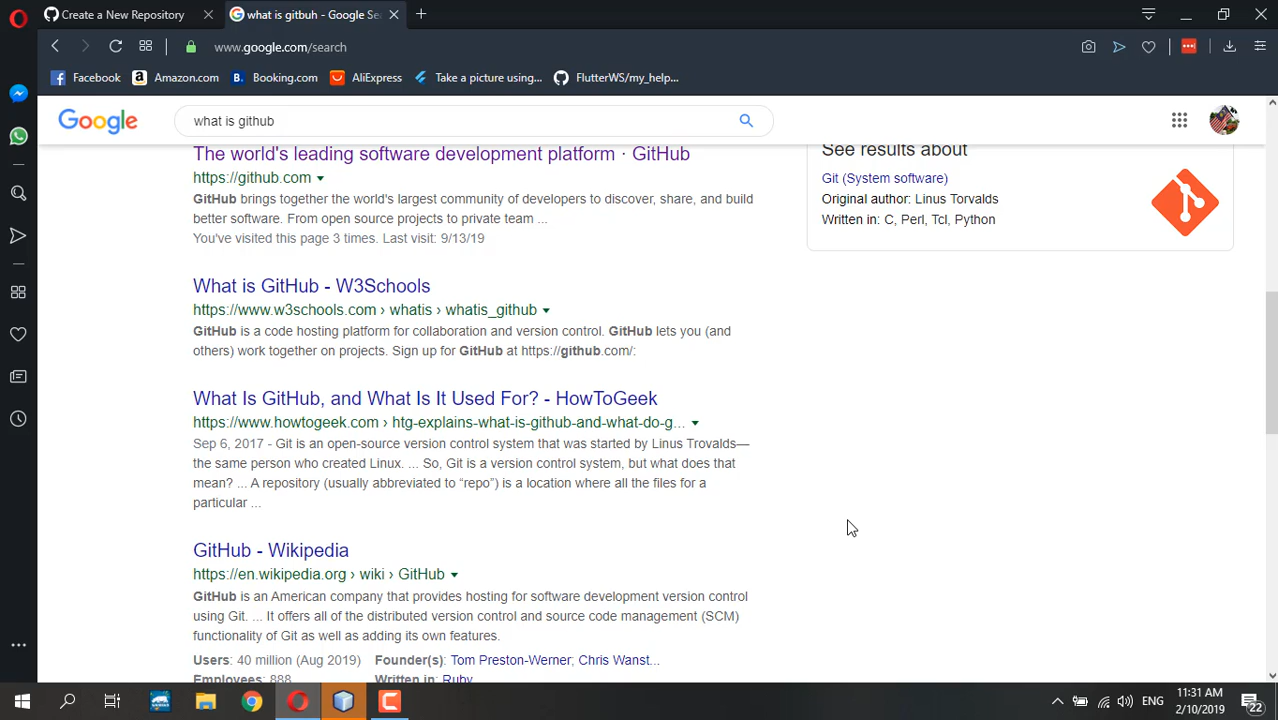 Create a New Repository
what is gitbuh - Google Se
www.google.com/search
Facebook
Amazon.com
Booking.com
AliExpress
Take a picture using...
FlutterWS/my_help...
Google
what is github
The world's leading software development platform · GitHub
https://github.com
GitHub brings together the world's largest community of developers to discover, share, and build
better software. From open source projects to private team ...
You've visited this page 3 times. Last visit: 9/13/19
See results about
Git (System software)
Original author: Linus Torvalds
Written in: C, Perl, Tcl, Python
What is GitHub - W3Schools
https://www.w3schools.com › whatis › whatis_github
GitHub is a code hosting platform for collaboration and version control. GitHub lets you (and
others) work together on projects. Sign up for GitHub at https://github.com/:
What Is GitHub, and What Is It Used For? - HowToGeek
https://www.howtogeek.com › htg-explains-what-is-github-and-what-do-g...
Sep 6, 2017 - Git is an open-source version control system that was started by Linus Trovalds—
the same person who created Linux. ... So, Git is a version control system, but what does that
mean? ... A repository (usually abbreviated to “repo”) is a location where all the files for a
particular ...
GitHub - Wikipedia
https://en.wikipedia.org › wiki › GitHub
GitHub is an American company that provides hosting for software development version control
using Git. ... It offers all of the distributed version control and source code management (SCM)
functionality of Git as well as adding its own features.
Users: 40 million (Aug 2019) Founder(s): Tom Preston-Werner, Chris Wanst...
Employees: 888 Written in: Ruby
ENG
11:31 AM
2/10/2019
22